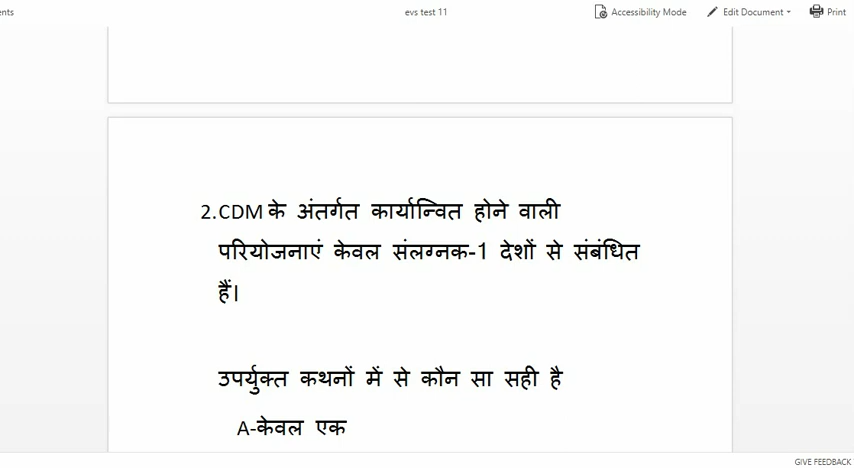 ents evs test 11 Accessibility Mode Edit Document Print
2.CDM के अंतर्गत कार्यान्वित होने वाली
परियोजनाएं केवल संलग्नक-1 देशों से संबंधित
हैं।
उपर्युक्त कथनों में से कौन सा सही है
A-केवल एक
GIVE FEEDBACK